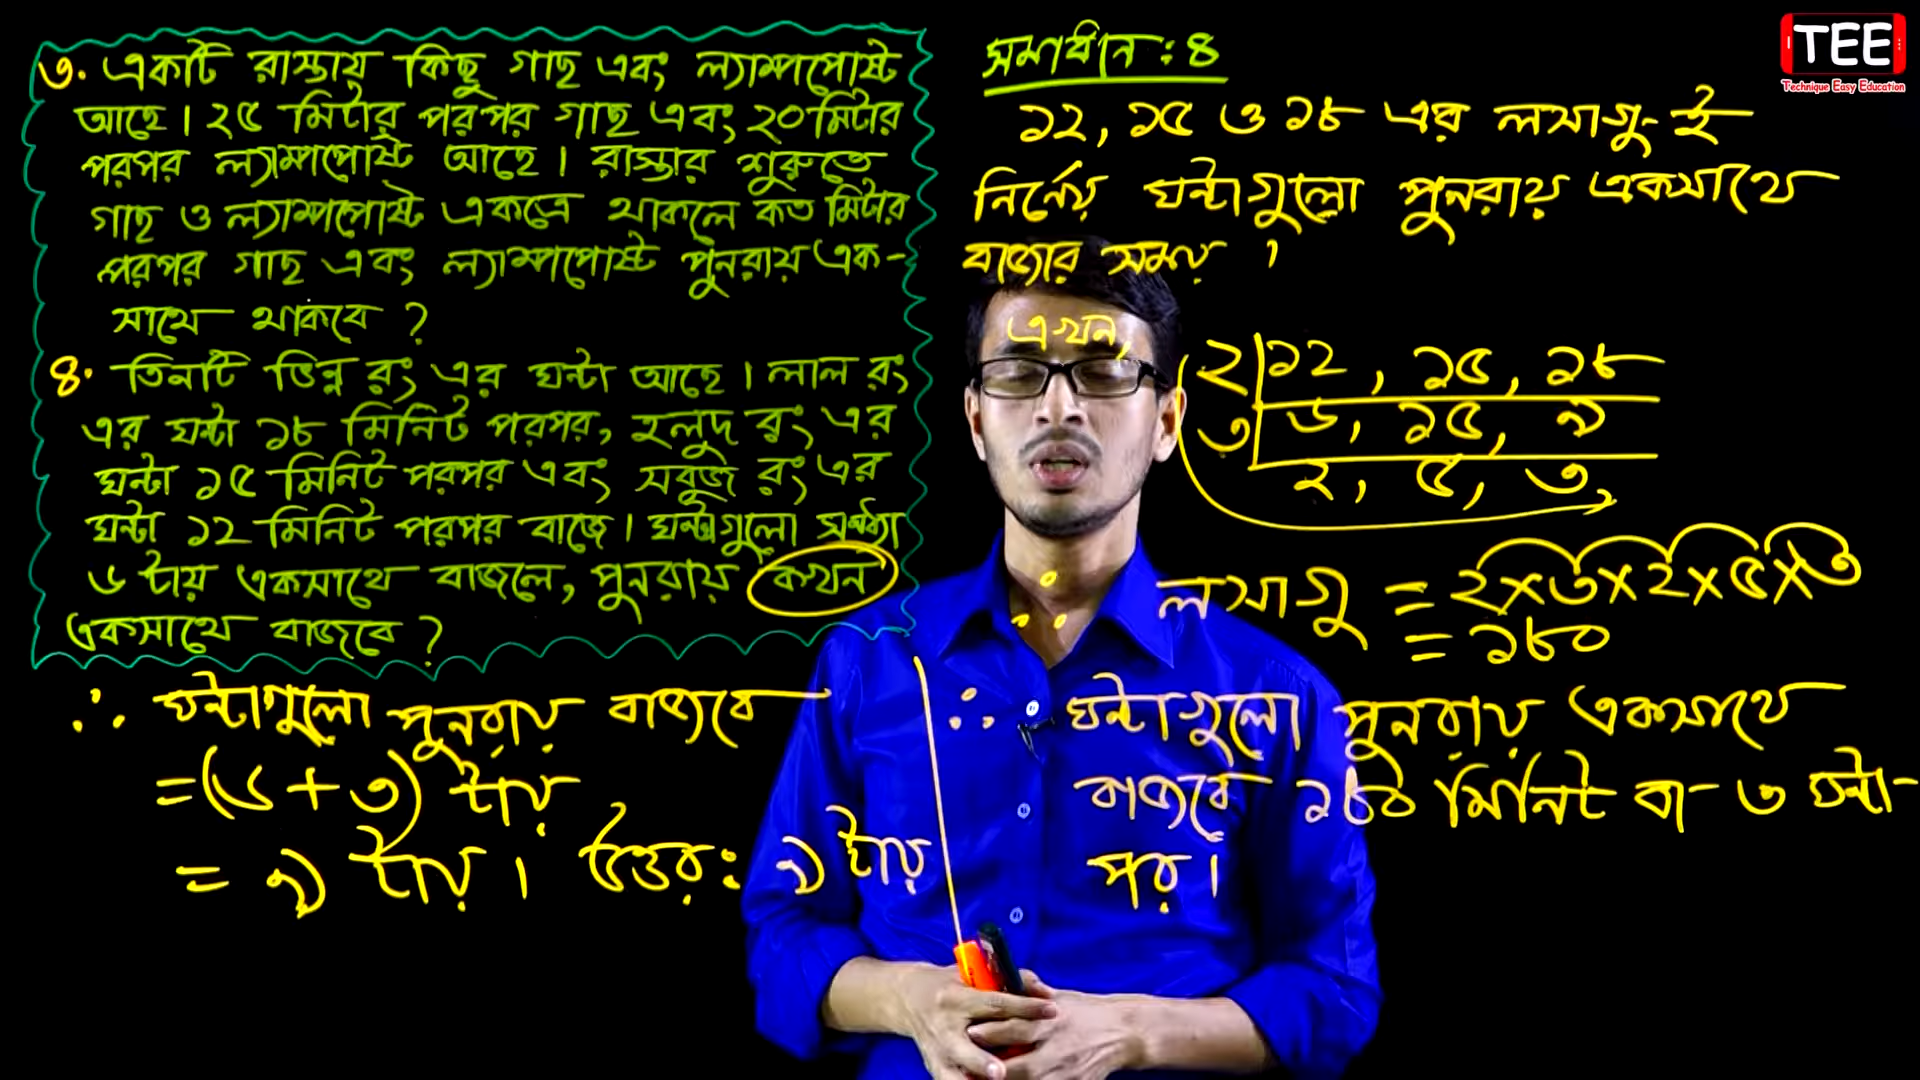 ৩. একটি রাস্তায় কিছু গাছ এবং ল্যাম্পপোষ্ট
আছে। ২৫ মিটার পরপর গাছ এবং ২০ মিটার
পরপর ল্যাম্পপোষ্ট আছে। রাস্তার শুরুতে
গাছ ও ল্যাম্পপোষ্ট একত্রে থাকলে কত মিটার
পরপর গাছ এবং ল্যাম্পপোষ্ট পুনরায় এক-
সাথে থাকবে ?
৪. তিনটি ভিন্ন রং এর ঘন্টা আছে। লাল রং
এর ঘন্টা ১৮ মিনিট পরপর, হলুদ রং এর
ঘন্টা ১৫ মিনিট পরপর এবং সবুজ রং এর
ঘন্টা ১২ মিনিট পরপর বাজে। ঘন্টাগুলো সন্ধ্যা
৬ টায় একসাথে বাজলে, পুনরায় কখন
একসাথে বাজবে ?
সমাধান : ৪
১২, ১৫ ও ১৮ এর লসাগু-ই
নির্ণেয় ঘন্টাগুলো পুনরায় একসাথে
বাজার সময় ।
এখন,
২ | ১২, ১৫, ১৮
৩ | ৬, ১৫, ৯
২, ৫, ৩
∴ লসাগু = ২×৩×২×৫×৩
= ১৮০
∴ ঘন্টাগুলো পুনরায় একসাথে
বাজবে ১৮০ মিনিট বা ৩ ঘন্টা
পর।
∴ ঘন্টাগুলো পুনরায় বাজবে
= (৬ + ৩) টায়
= ৯ টায় । উত্তর: ৯ টায়
TEE
Technique Easy Education